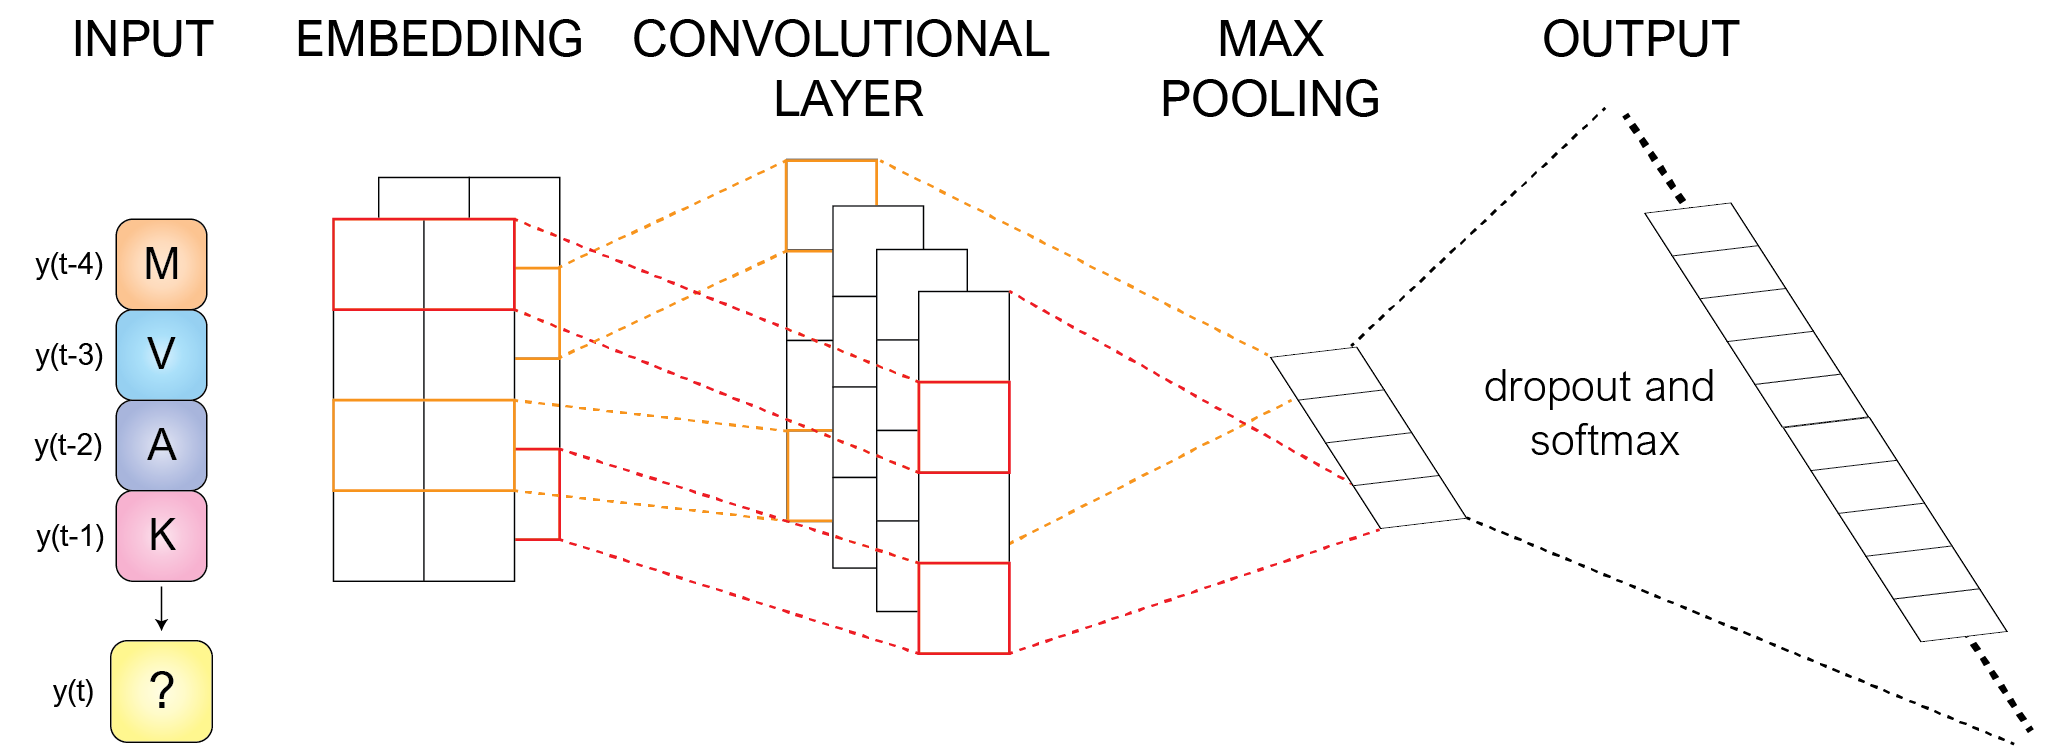 INPUT
EMBEDDING
CONVOLUTIONAL
LAYER
MAX
POOLING
OUTPUT
y(t-4) M
y(t-3) V
y(t-2) A
y(t-1) K
y(t) ?
dropout and
softmax